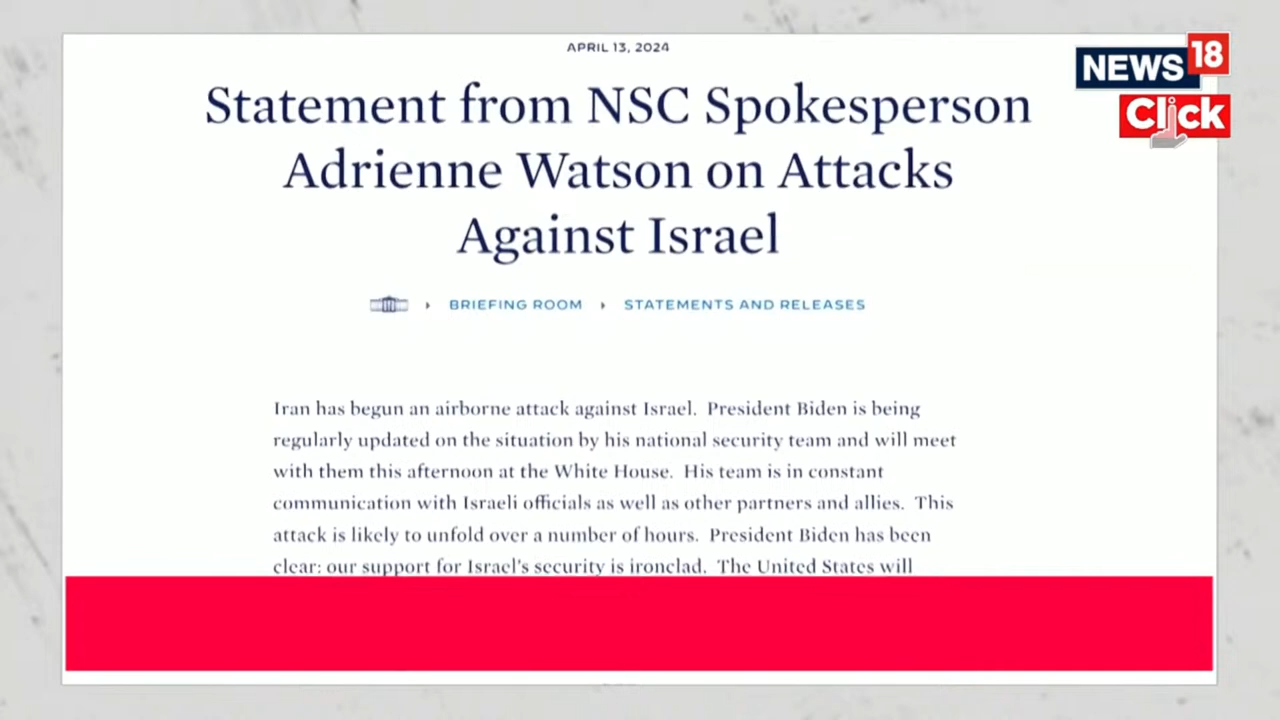 APRIL 13, 2024
Statement from NSC Spokesperson
Adrienne Watson on Attacks
Against Israel
BRIEFING ROOM
STATEMENTS AND RELEASES
Iran has begun an airborne attack against Israel. President Biden is being
regularly updated on the situation by his national security team and will meet
with them this afternoon at the White House. His team is in constant
communication with Israeli officials as well as other partners and allies. This
attack is likely to unfold over a number of hours. President Biden has been
clear: our support for Israel's security is ironclad. The United States will
NEWS 18
Click